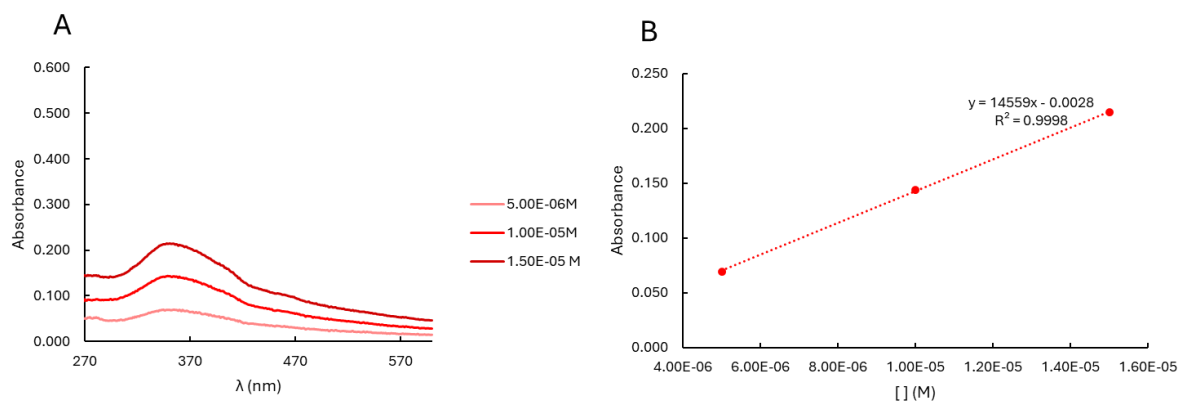 A
0.600
0.500
0.400
0.300
0.200
0.100
0.000
Absorbance
270
370
470
570
λ (nm)
5.00E-06M
1.00E-05M
1.50E-05 M
B
0.250
0.200
0.150
0.100
0.050
0.000
Absorbance
y = 14559x - 0.0028
R² = 0.9998
4.00E-06
6.00E-06
8.00E-06
1.00E-05
1.20E-05
1.40E-05
1.60E-05
[ ] (M)